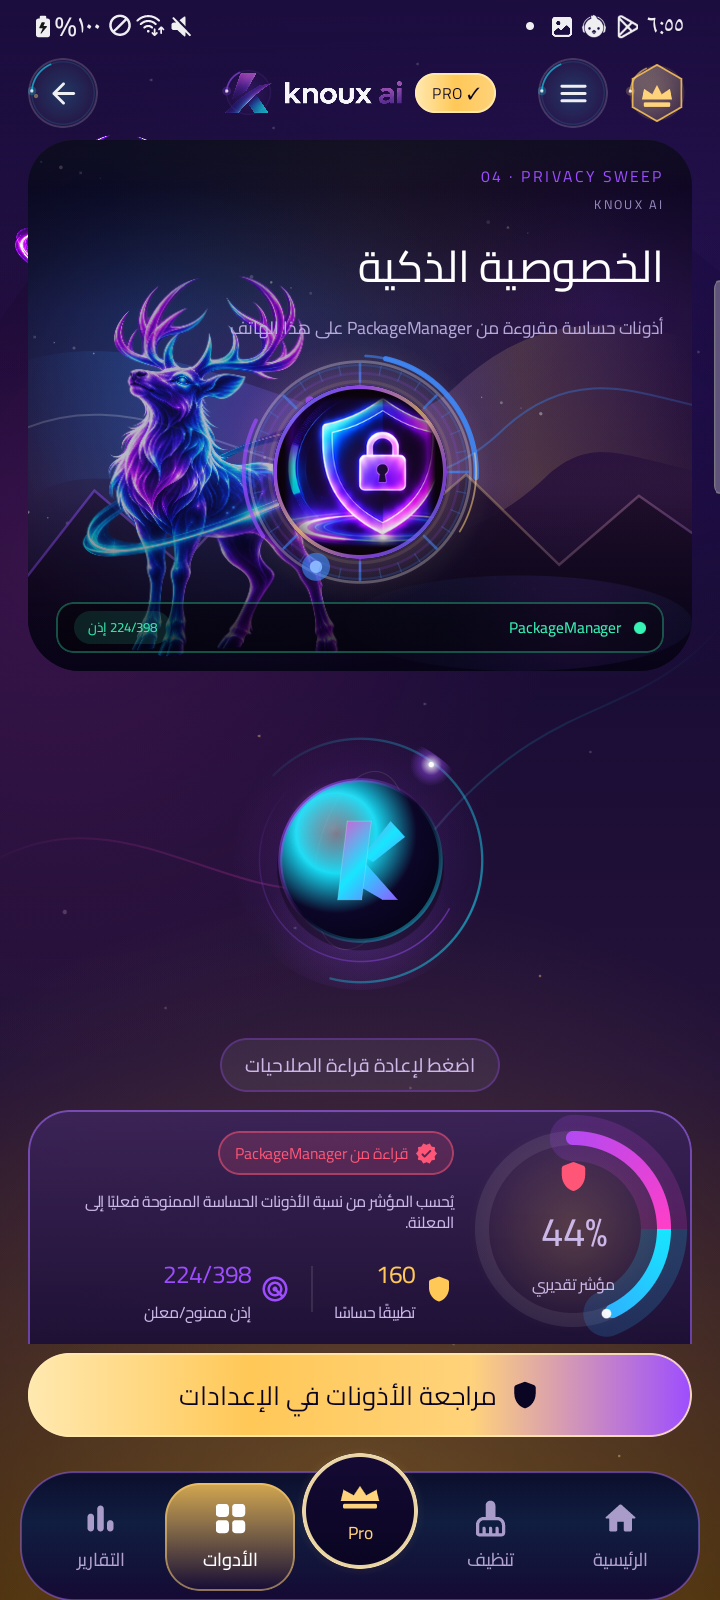 ٦:٥٥
%١٠٠
knoux ai
PRO ✓
04 · PRIVACY SWEEP
KNOUX AI
الخصوصية الذكية
أذونات حساسة مقروءة من PackageManager على هذا الهاتف
PackageManager
224/398 إذن
اضغط لإعادة قراءة الصلاحيات
قراءة من PackageManager
44%
مؤشر تقديري
يُحسب المؤشر من نسبة الأذونات الحساسة الممنوحة فعليًا إلى
المعلنة.
160
تطبيقًا حساسًا
224/398
إذن ممنوح/معلن
مراجعة الأذونات في الإعدادات
الرئيسية
تنظيف
Pro
الأدوات
التقارير